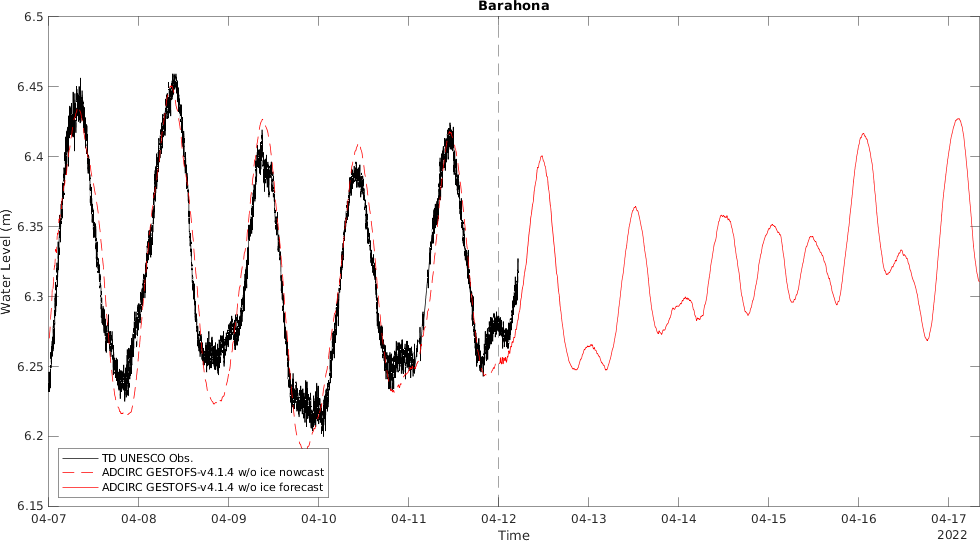 Barahona
6.5
6.45
6.4
6.35
6.3
6.25
6.2
6.15
Water Level (m)
TD UNESCO Obs.
ADCIRC GESTOFS-v4.1.4 w/o ice nowcast
ADCIRC GESTOFS-v4.1.4 w/o ice forecast
04-07 04-08 04-09 04-10 04-11 04-12 04-13 04-14 04-15 04-16 04-17
Time
2022